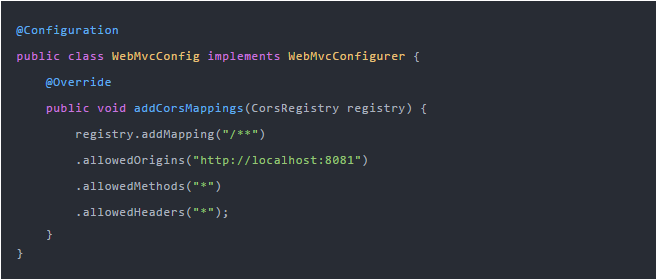 @Configuration
public class WebMvcConfig implements WebMvcConfigurer {
    @Override
    public void addCorsMappings(CorsRegistry registry) {
        registry.addMapping("/**")
        .allowedOrigins("http://localhost:8081")
        .allowedMethods("*")
        .allowedHeaders("*");
    }
}